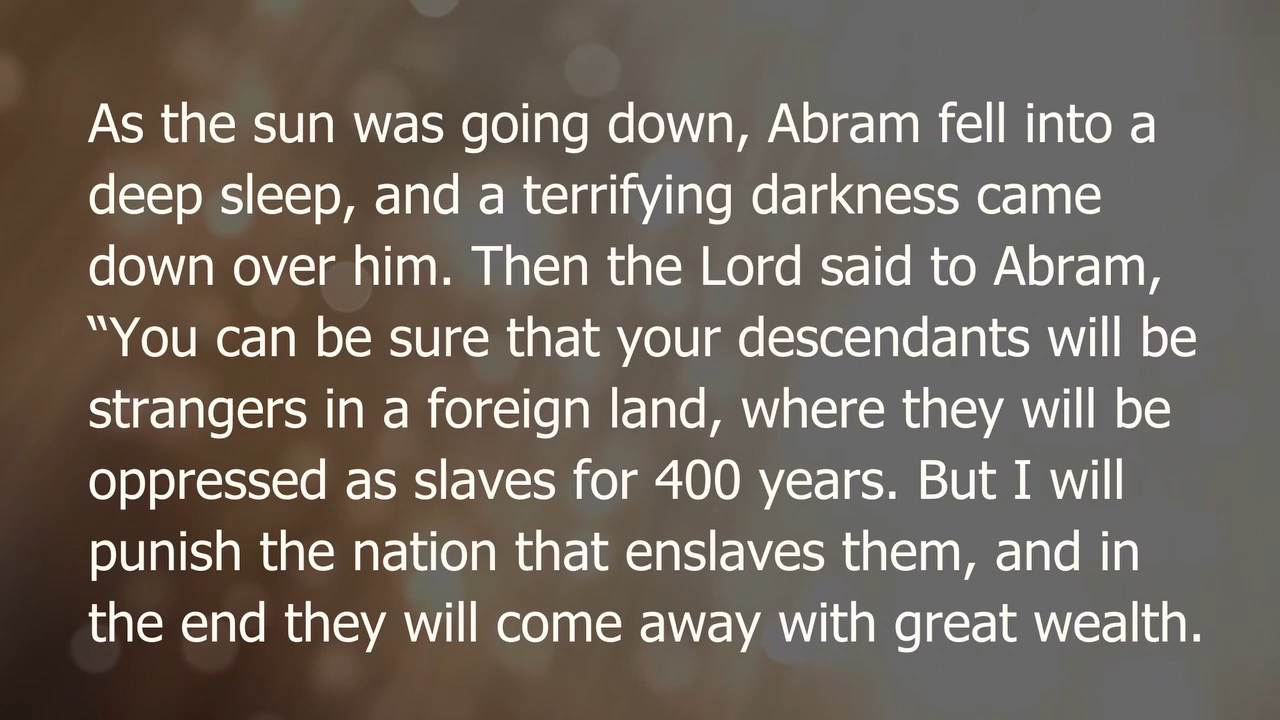 As the sun was going down, Abram fell into a
deep sleep, and a terrifying darkness came
down over him. Then the Lord said to Abram,
“You can be sure that your descendants will be
strangers in a foreign land, where they will be
oppressed as slaves for 400 years. But I will
punish the nation that enslaves them, and in
the end they will come away with great wealth.